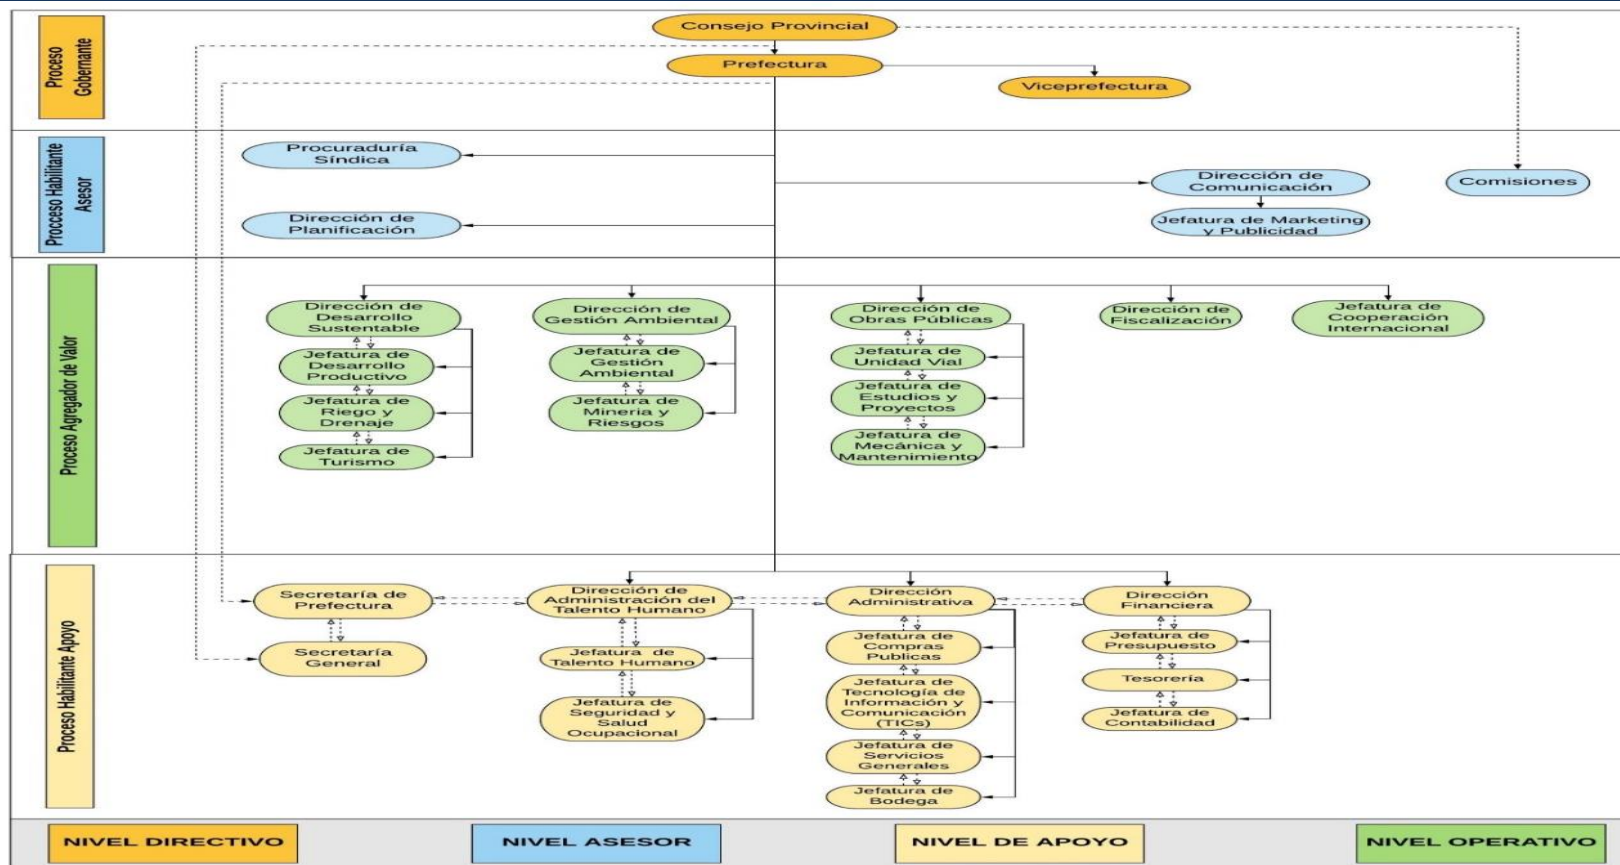 Proceso
Gobernante
Consejo Provincial
Prefectura
Viceprefectura
Procceso Habilitante
Asesor
Procuraduría
Síndica
Dirección de
Planificación
Dirección de
Comunicación
Jefatura de Marketing
y Publicidad
Comisiones
Proceso Agregador de Valor
Dirección de
Desarrollo
Sustentable
Jefatura de
Desarrollo
Productivo
Jefatura de
Riego y
Drenaje
Jefatura de
Turismo
Dirección de
Gestión Ambiental
Jefatura de
Gestión
Ambiental
Jefatura de
Mineria y
Riesgos
Dirección de
Obras Públicas
Jefatura de
Unidad Vial
Jefatura de
Estudios y
Proyectos
Jefatura de
Mecánica y
Mantenimiento
Dirección de
Fiscalización
Jefatura de
Cooperación
Internacional
Proceso Habilitante Apoyo
Secretaría de
Prefectura
Secretaría
General
Dirección de
Administración del
Talento Humano
Jefatura de
Talento Humano
Jefatura de
Seguridad y
Salud
Ocupacional
Dirección
Administrativa
Jefatura de
Compras
Publicas
Jefatura de
Tecnología de
Información y
Comunicación
(TICs)
Jefatura de
Servicios
Generales
Jefatura de
Bodega
Dirección
Financiera
Jefatura de
Presupuesto
Tesorería
Jefatura de
Contabilidad
NIVEL DIRECTIVO
NIVEL ASESOR
NIVEL DE APOYO
NIVEL OPERATIVO